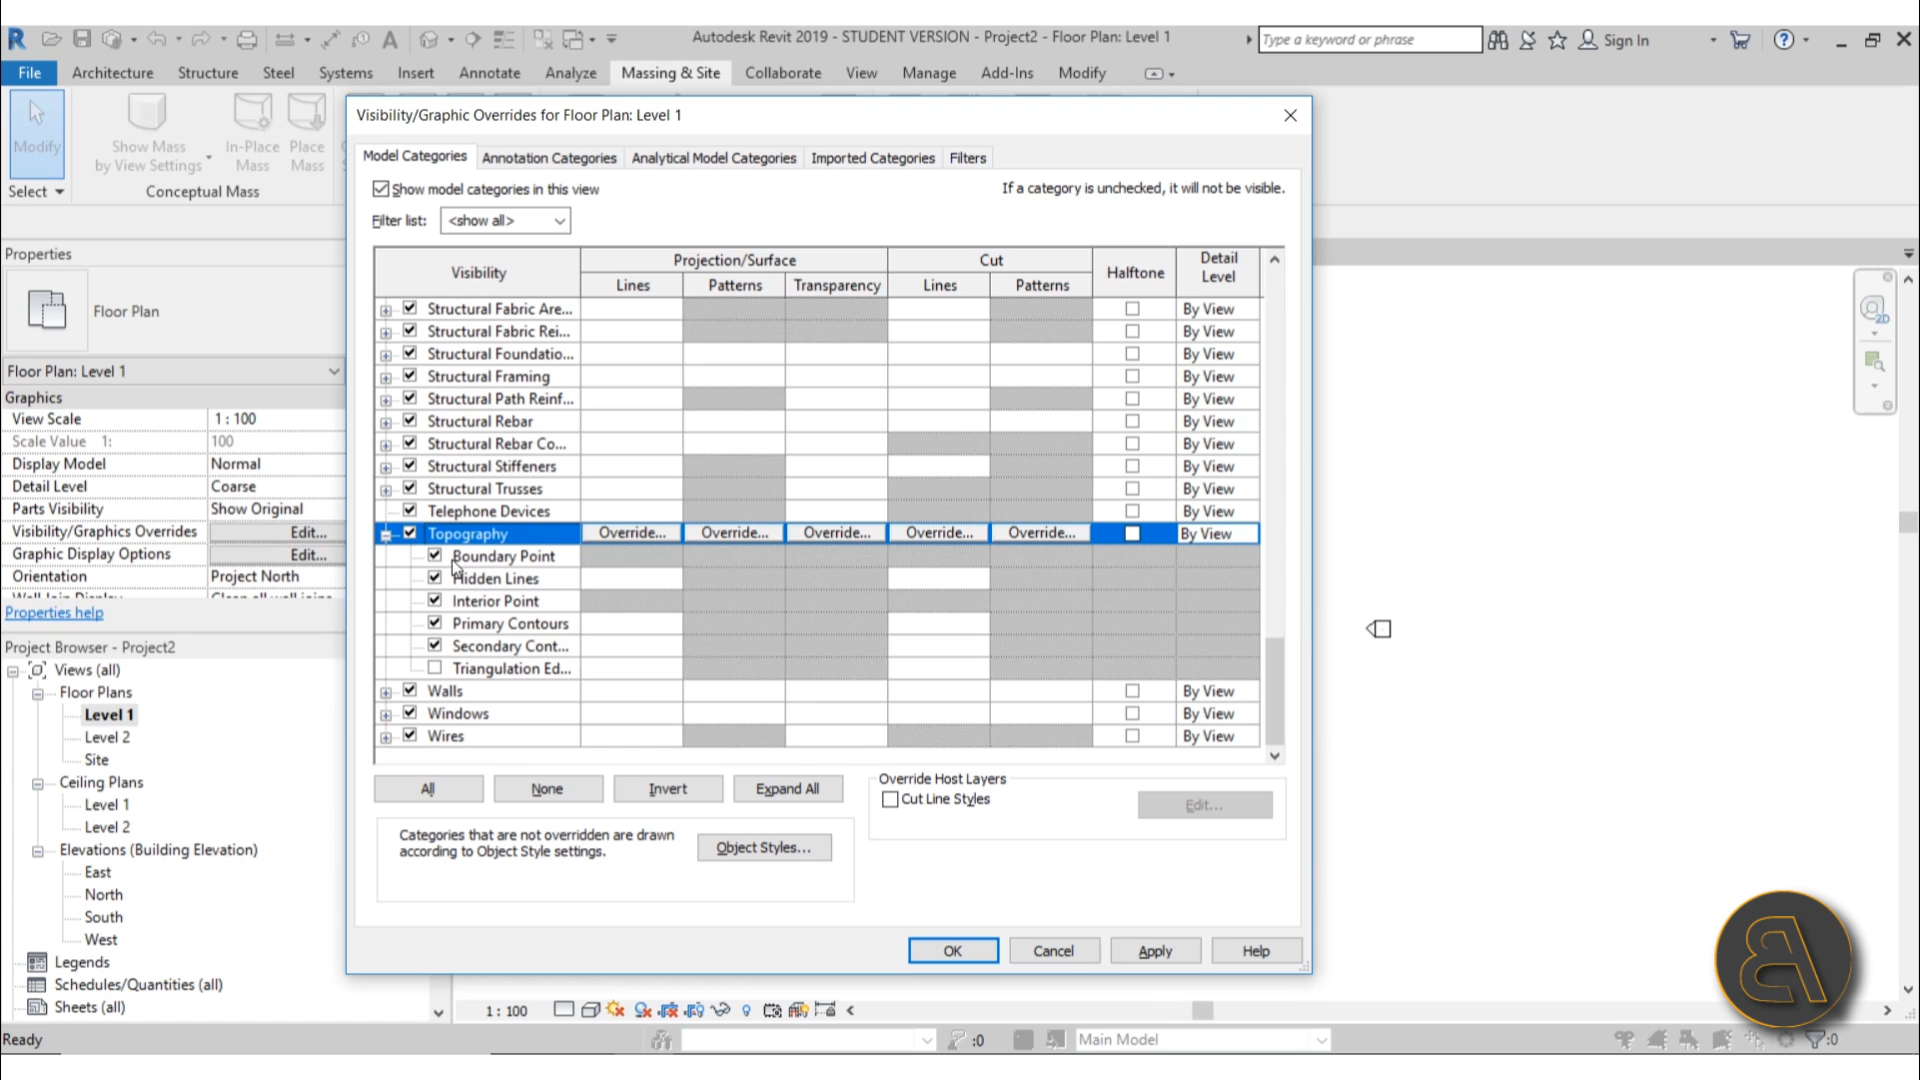 Autodesk Revit 2019 - STUDENT VERSION - Project2 - Floor Plan: Level 1
Type a keyword or phrase
Sign In
File Architecture Structure Steel Systems Insert Annotate Analyze Massing & Site Collaborate View Manage Add-Ins Modify
Modify
Show Mass
by View Settings
In-Place
Mass
Place
Mass
Select
Conceptual Mass
Properties
Floor Plan
Floor Plan: Level 1
Graphics
View Scale 1 : 100
Scale Value 1: 100
Display Model Normal
Detail Level Coarse
Parts Visibility Show Original
Visibility/Graphics Overrides Edit...
Graphic Display Options Edit...
Orientation Project North
Properties help
Project Browser - Project2
Views (all)
Floor Plans
Level 1
Level 2
Site
Ceiling Plans
Level 1
Level 2
Elevations (Building Elevation)
East
North
South
West
Legends
Schedules/Quantities (all)
Sheets (all)
Visibility/Graphic Overrides for Floor Plan: Level 1
Model Categories Annotation Categories Analytical Model Categories Imported Categories Filters
Show model categories in this view
If a category is unchecked, it will not be visible.
Filter list: <show all>
Visibility Projection/Surface Cut Halftone Detail Level
Lines Patterns Transparency Lines Patterns
Structural Fabric Are... By View
Structural Fabric Rei... By View
Structural Foundatio... By View
Structural Framing By View
Structural Path Reinf... By View
Structural Rebar By View
Structural Rebar Co... By View
Structural Stiffeners By View
Structural Trusses By View
Telephone Devices By View
Topography Override... Override... Override... Override... Override... By View
Boundary Point
Hidden Lines
Interior Point
Primary Contours
Secondary Cont...
Triangulation Ed...
Walls By View
Windows By View
Wires By View
All None Invert Expand All
Override Host Layers
Cut Line Styles Edit...
Categories that are not overridden are drawn
according to Object Style settings.
Object Styles...
OK Cancel Apply Help
2D
1 : 100
Ready
:0
Main Model
:0